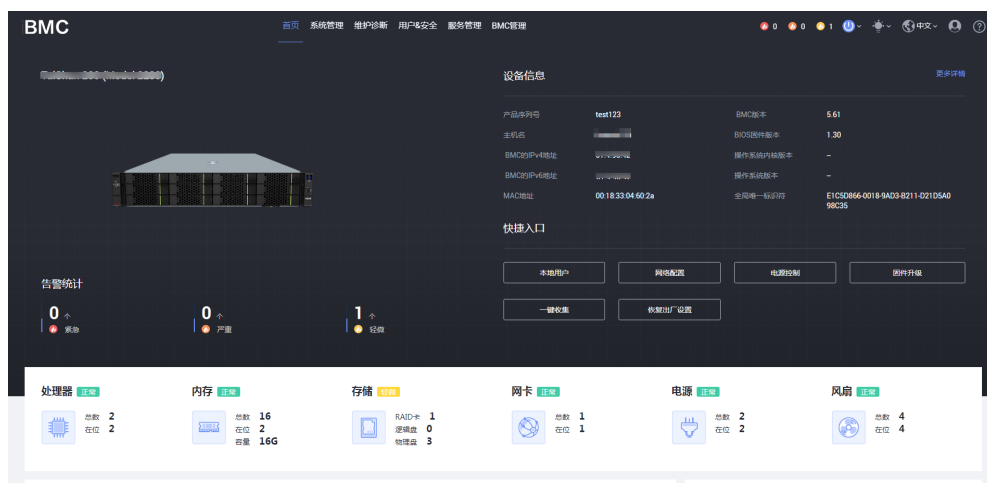 BMC
首页 系统管理 维护诊断 用户&安全 服务管理 BMC管理
0 0 1 中文
设备信息 更多详情
产品序列号 test123 BMC版本 5.61
主机名 BIOS固件版本 1.30
BMC的IPv4地址 操作系统内核版本 –
BMC的IPv6地址 操作系统版本 –
MAC地址 00:18:33:04:60:2a 全局唯一标识符 E1C5D866-0018-9AD3-B211-D21D5A0
98C35
快捷入口
本地用户 网络配置 电源控制 固件升级
一键收集 恢复出厂设置
告警统计
0 个 0 个 1 个
紧急 严重 轻微
处理器 正常 内存 正常 存储 轻微 网卡 正常 电源 正常 风扇 正常
总数 2 总数 16 RAID卡 1 总数 1 总数 2 总数 4
在位 2 在位 2 逻辑盘 0 在位 1 在位 2 在位 4
容量 16G 物理盘 3